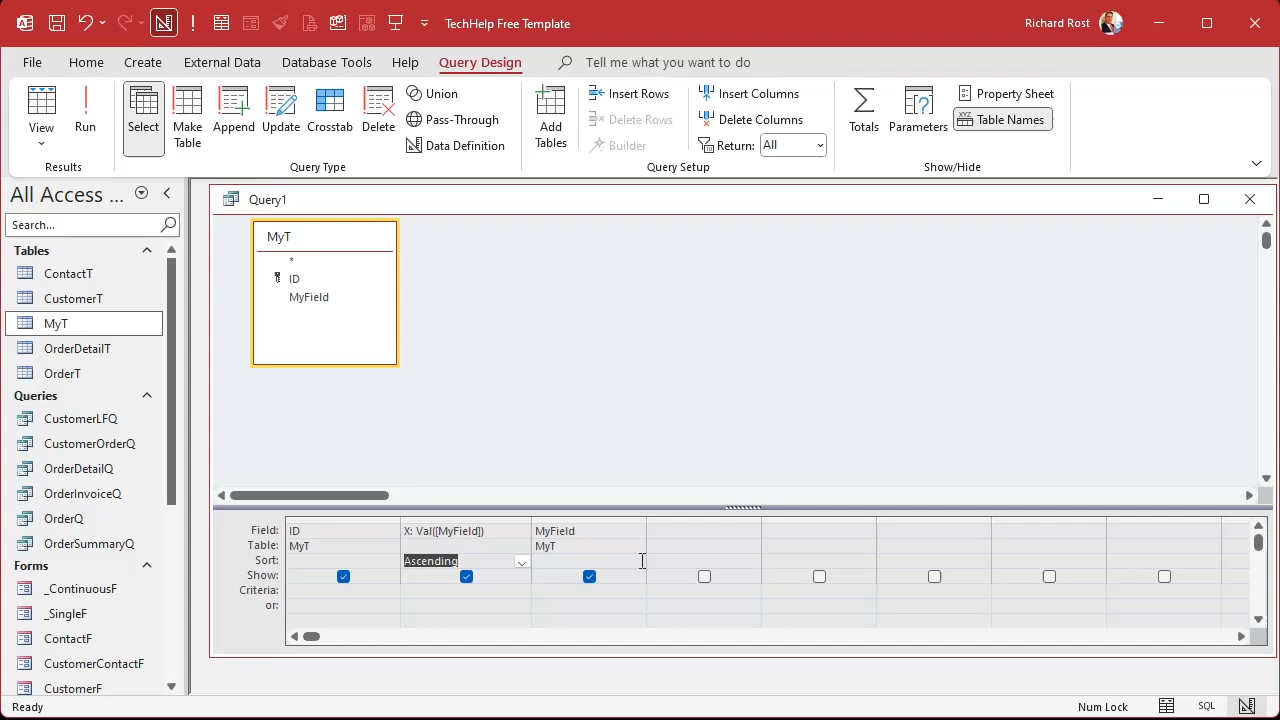 TechHelp Free Template
Richard Rost
File Home Create External Data Database Tools Help Query Design Tell me what you want to do
View
Run
Results
Select
Make Table
Append
Update
Crosstab
Delete
Union
Pass-Through
Data Definition
Query Type
Add Tables
Insert Rows
Delete Rows
Builder
Insert Columns
Delete Columns
Return: All
Query Setup
Totals
Parameters
Property Sheet
Table Names
Show/Hide
All Access ...
Search...
Tables
ContactT
CustomerT
MyT
OrderDetailT
OrderT
Queries
CustomerLFQ
CustomerOrderQ
OrderDetailQ
OrderInvoiceQ
OrderQ
OrderSummaryQ
Forms
_ContinuousF
_SingleF
ContactF
CustomerContactF
CustomerF
Query1
MyT
*
ID
MyField
Field: ID X: Val([MyField]) MyField
Table: MyT MyT
Sort: Ascending
Show:
Criteria:
or:
Ready
Num Lock
SQL